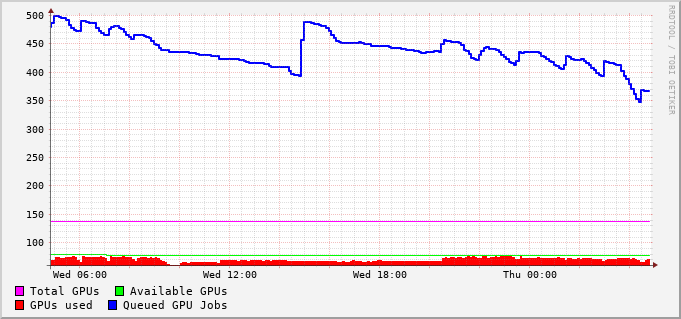 500
450
400
350
300
250
200
150
100
Wed 06:00 Wed 12:00 Wed 18:00 Thu 00:00
Total GPUs Available GPUs
GPUs used Queued GPU Jobs
RRDTOOL / TOBI OETIKER